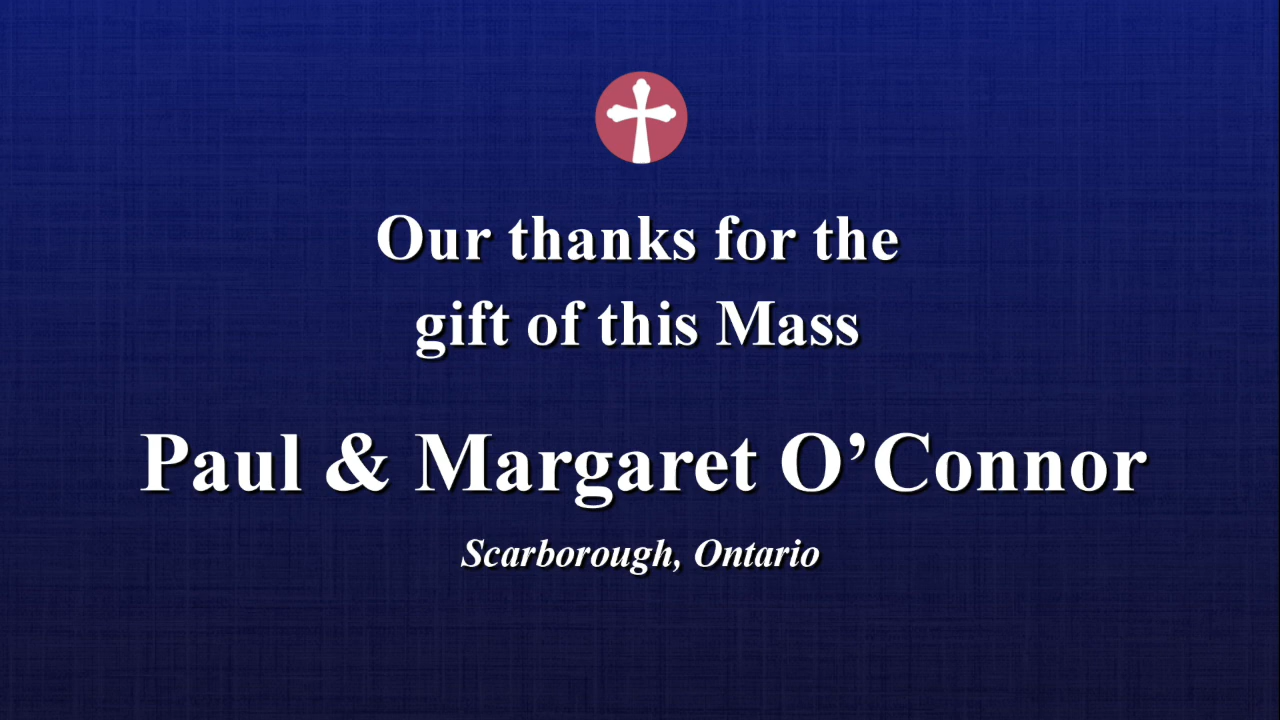 Our thanks for the
gift of this Mass
Paul & Margaret O’Connor
Scarborough, Ontario